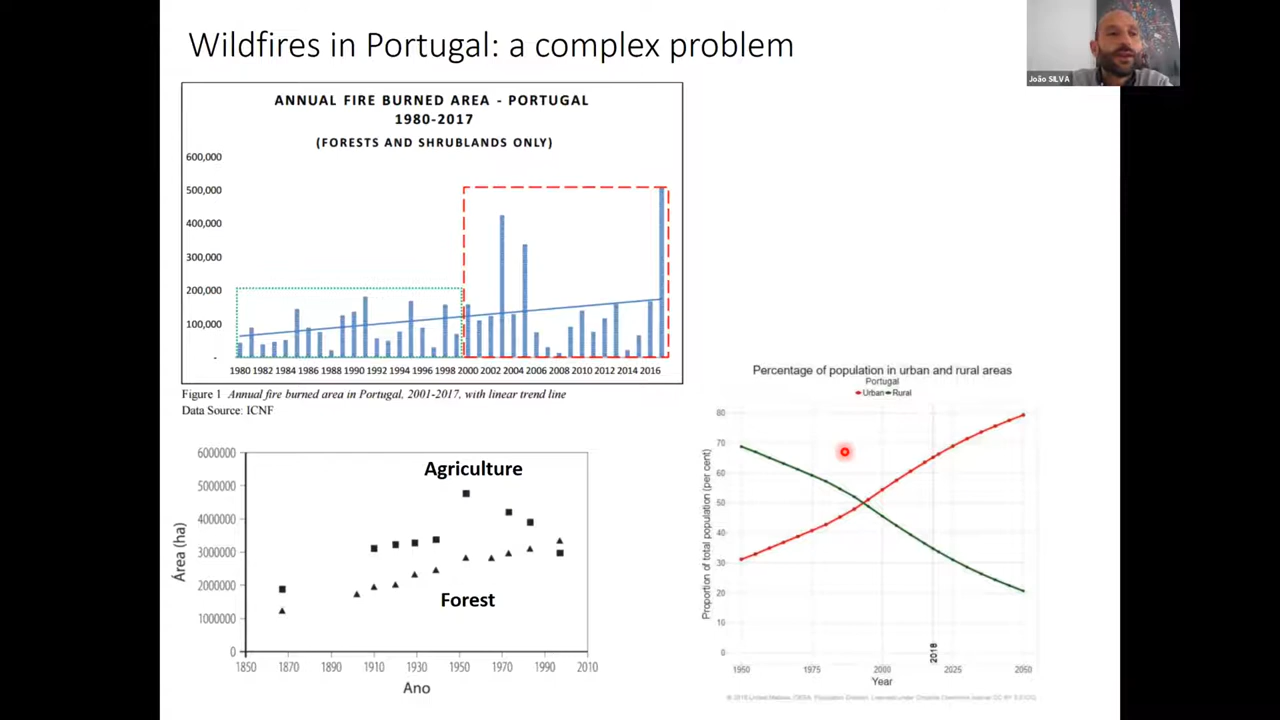 Wildfires in Portugal: a complex problem
João SILVA
ANNUAL FIRE BURNED AREA - PORTUGAL
1980-2017
(FORESTS AND SHRUBLANDS ONLY)
600,000
500,000
400,000
300,000
200,000
100,000
-
1980 1982 1984 1986 1988 1990 1992 1994 1996 1998 2000 2002 2004 2006 2008 2010 2012 2014 2016
Figure 1 Annual fire burned area in Portugal, 2001-2017, with linear trend line
Data Source: ICNF
Área (ha)
6000000
5000000
4000000
3000000
2000000
1000000
0
Agriculture
Forest
1850 1870 1890 1910 1930 1950 1970 1990 2010
Ano
Percentage of population in urban and rural areas
Portugal
Urban Rural
Proportion of total population (per cent)
80
70
60
50
40
30
20
10
0
2018
1950 1975 2000 2025 2050
Year